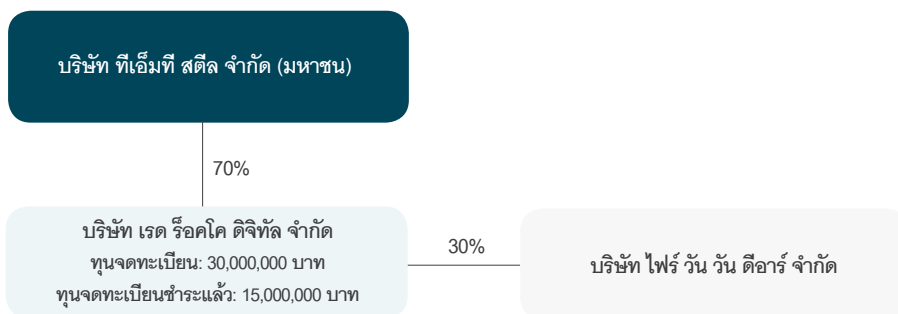 บริษัท ทีเอ็มที สตีล จำกัด (มหาชน)
70%
บริษัท เรด ร็อคโค ดิจิทัล จำกัด
ทุนจดทะเบียน: 30,000,000 บาท
ทุนจดทะเบียนชำระแล้ว: 15,000,000 บาท
30%
บริษัท ไฟร์ วัน วัน ดีอาร์ จำกัด